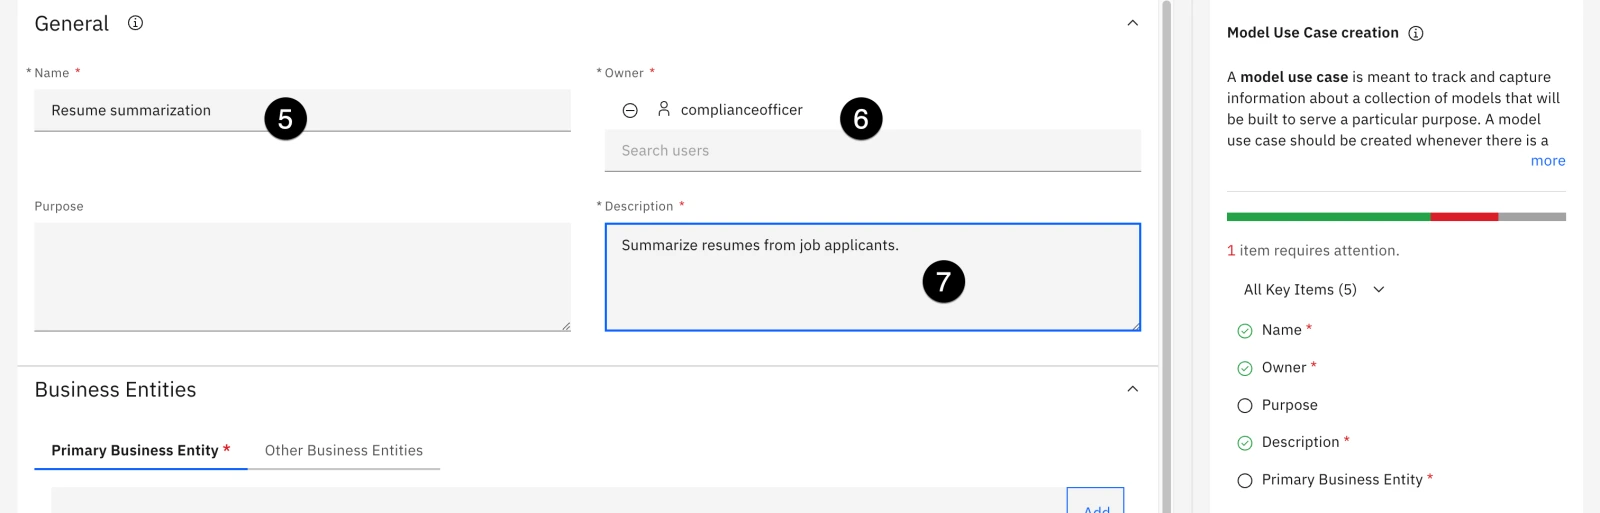 General
* Name *
* Owner *
Resume summarization
5
complianceofficer
6
Search users
Purpose
* Description *
Summarize resumes from job applicants.
7
Business Entities
Primary Business Entity *
Other Business Entities
Add
Model Use Case creation
A model use case is meant to track and capture
information about a collection of models that will
be built to serve a particular purpose. A model
use case should be created whenever there is a
more
1 item requires attention.
All Key Items (5)
Name *
Owner *
Purpose
Description *
Primary Business Entity *